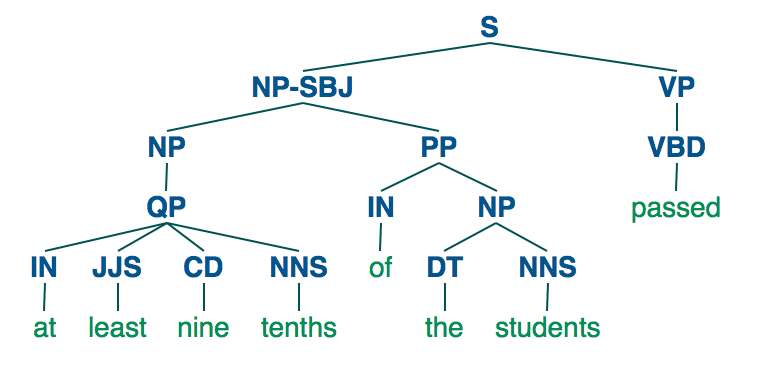 S
NP-SBJ VP
NP PP VBD
QP IN NP passed
IN JJS CD NNS of DT NNS
at least nine tenths the students